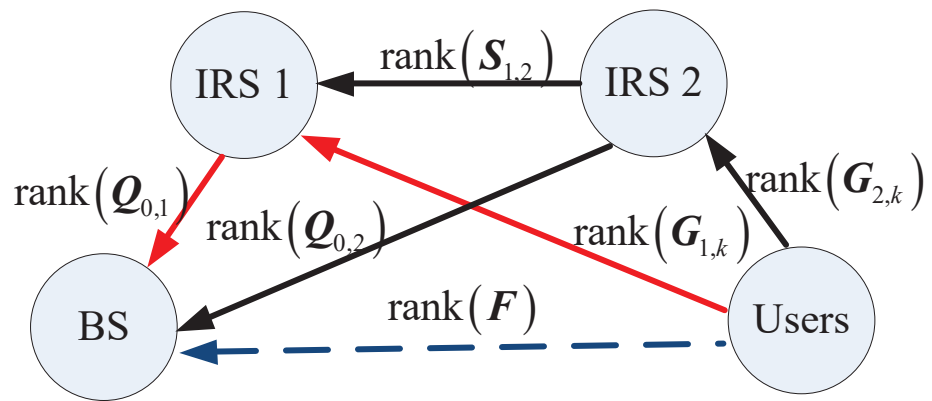 IRS 1
rank(S1,2)
IRS 2
rank(Q0,1)
rank(Q0,2)
rank(G1,k)
rank(G2,k)
BS
rank(F)
Users